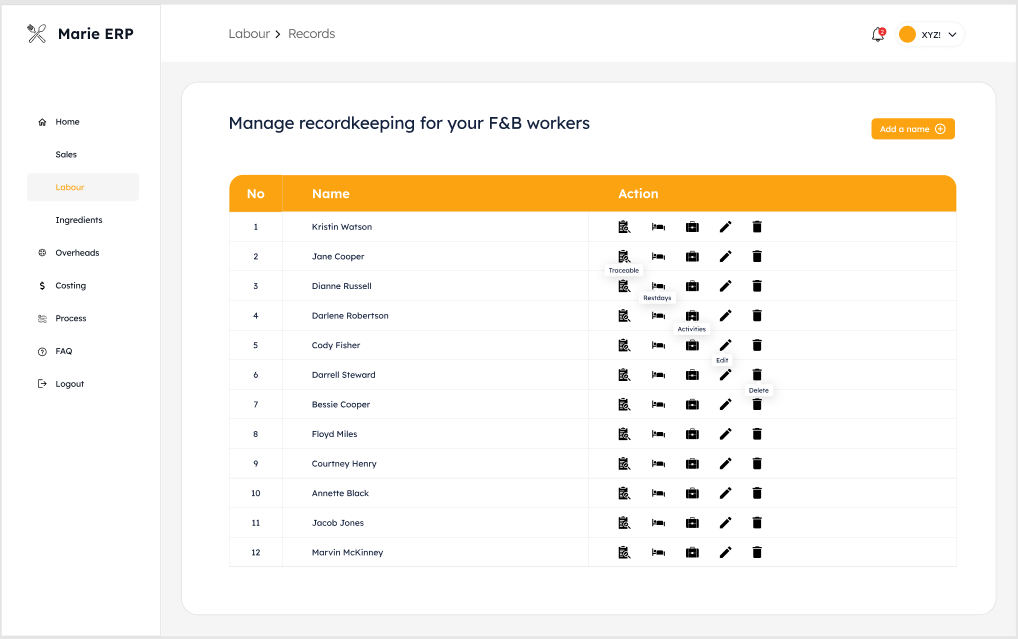 Marie ERP
Labour > Records
2
XYZ!
Home
Sales
Labour
Ingredients
Overheads
Costing
Process
FAQ
Logout
Manage recordkeeping for your F&B workers
Add a name
No Name Action
1 Kristin Watson
2 Jane Cooper
Traceable
3 Dianne Russell
Restdays
4 Darlene Robertson
Activities
5 Cody Fisher
Edit
6 Darrell Steward
Delete
7 Bessie Cooper
8 Floyd Miles
9 Courtney Henry
10 Annette Black
11 Jacob Jones
12 Marvin McKinney